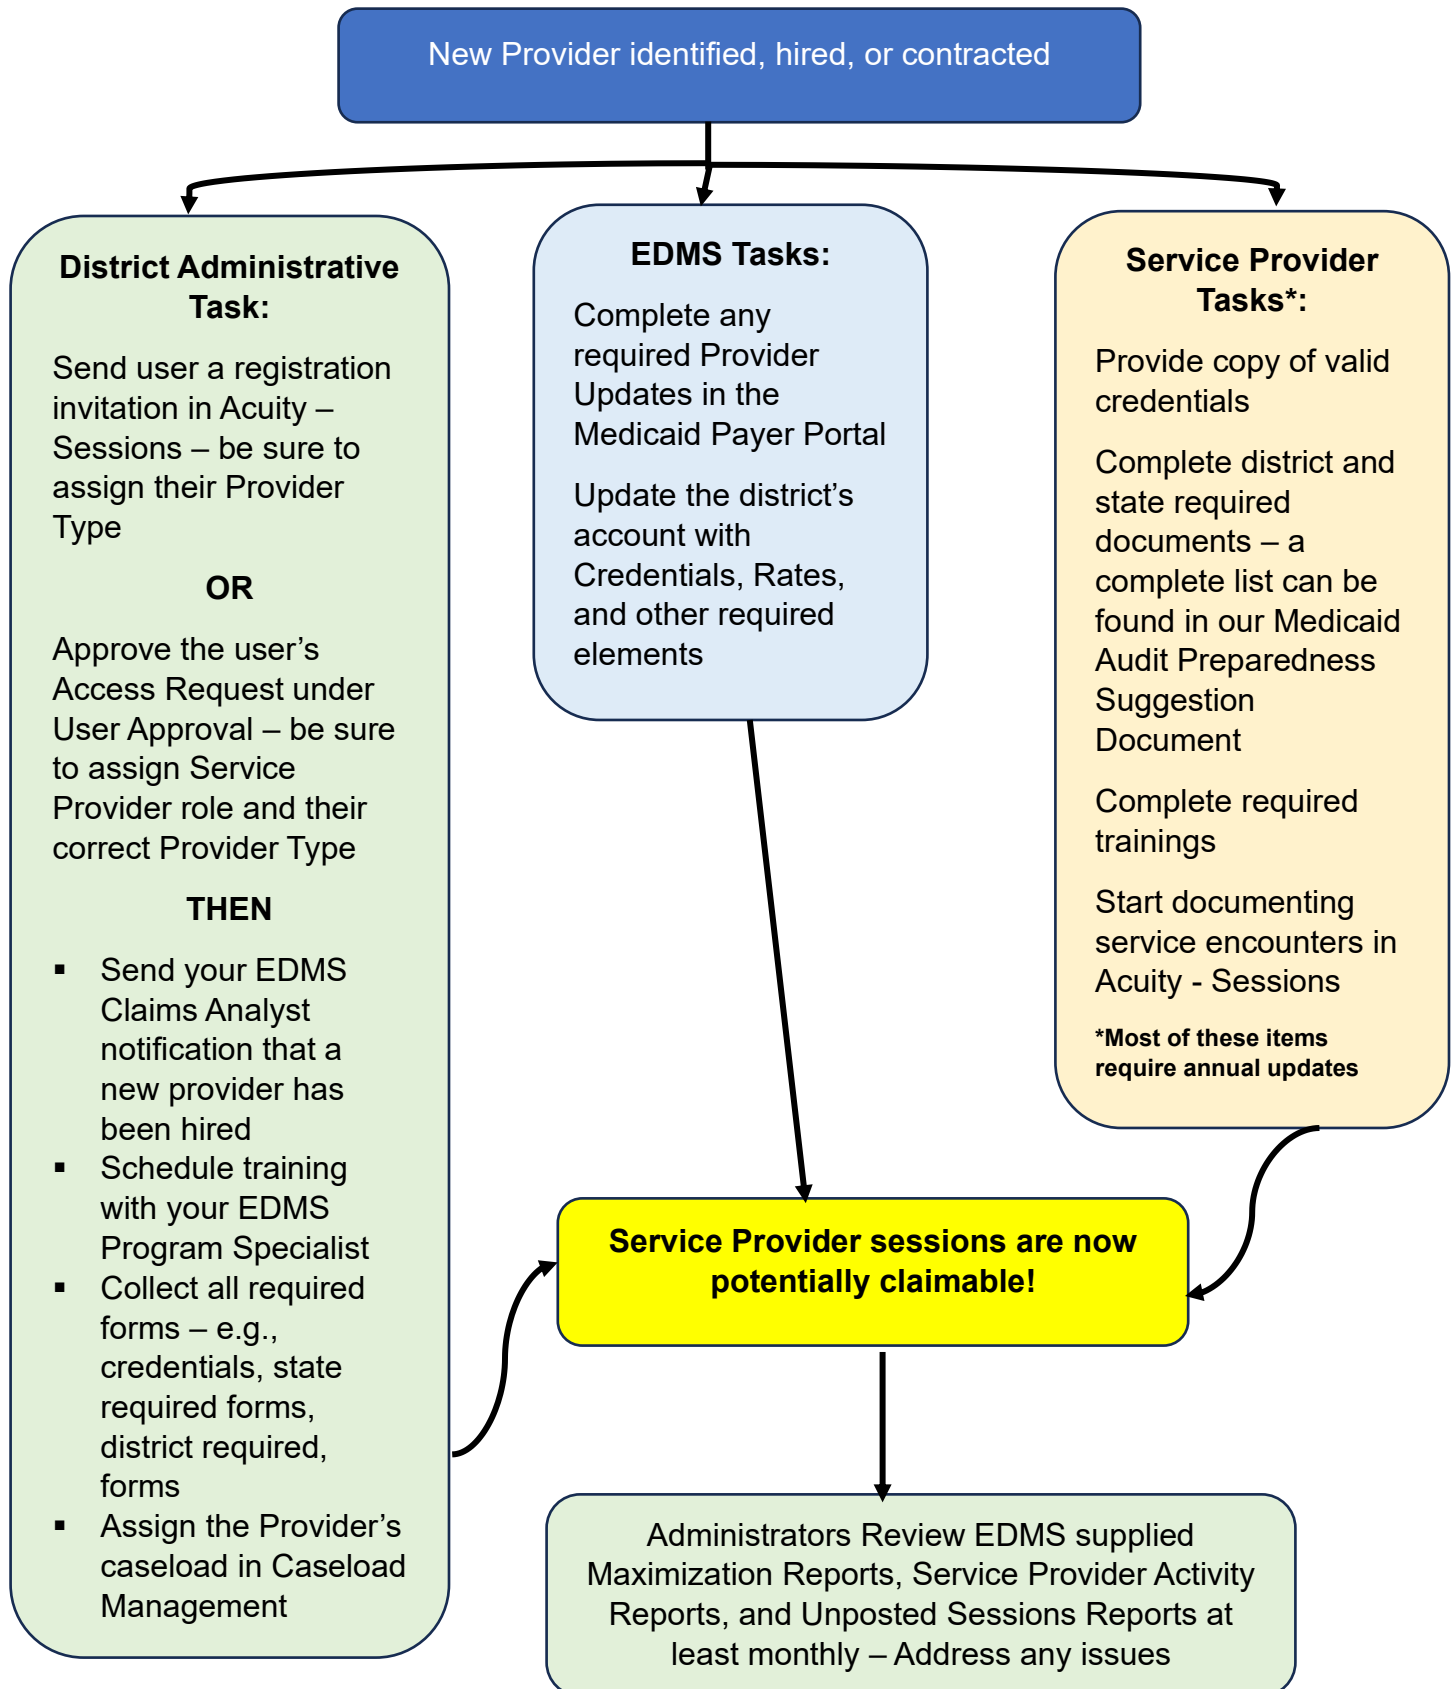 New Provider identified, hired, or contracted
District Administrative
Task:
Send user a registration
invitation in Acuity –
Sessions – be sure to
assign their Provider
Type
OR
Approve the user’s
Access Request under
User Approval – be sure
to assign Service
Provider role and their
correct Provider Type
THEN
▪ Send your EDMS
Claims Analyst
notification that a
new provider has
been hired
▪ Schedule training
with your EDMS
Program Specialist
▪ Collect all required
forms – e.g.,
credentials, state
required forms,
district required,
forms
▪ Assign the Provider’s
caseload in Caseload
Management
EDMS Tasks:
Complete any
required Provider
Updates in the
Medicaid Payer Portal
Update the district’s
account with
Credentials, Rates,
and other required
elements
Service Provider
Tasks*:
Provide copy of valid
credentials
Complete district and
state required
documents – a
complete list can be
found in our Medicaid
Audit Preparedness
Suggestion
Document
Complete required
trainings
Start documenting
service encounters in
Acuity - Sessions
*Most of these items
require annual updates
Service Provider sessions are now
potentially claimable!
Administrators Review EDMS supplied
Maximization Reports, Service Provider Activity
Reports, and Unposted Sessions Reports at
least monthly – Address any issues